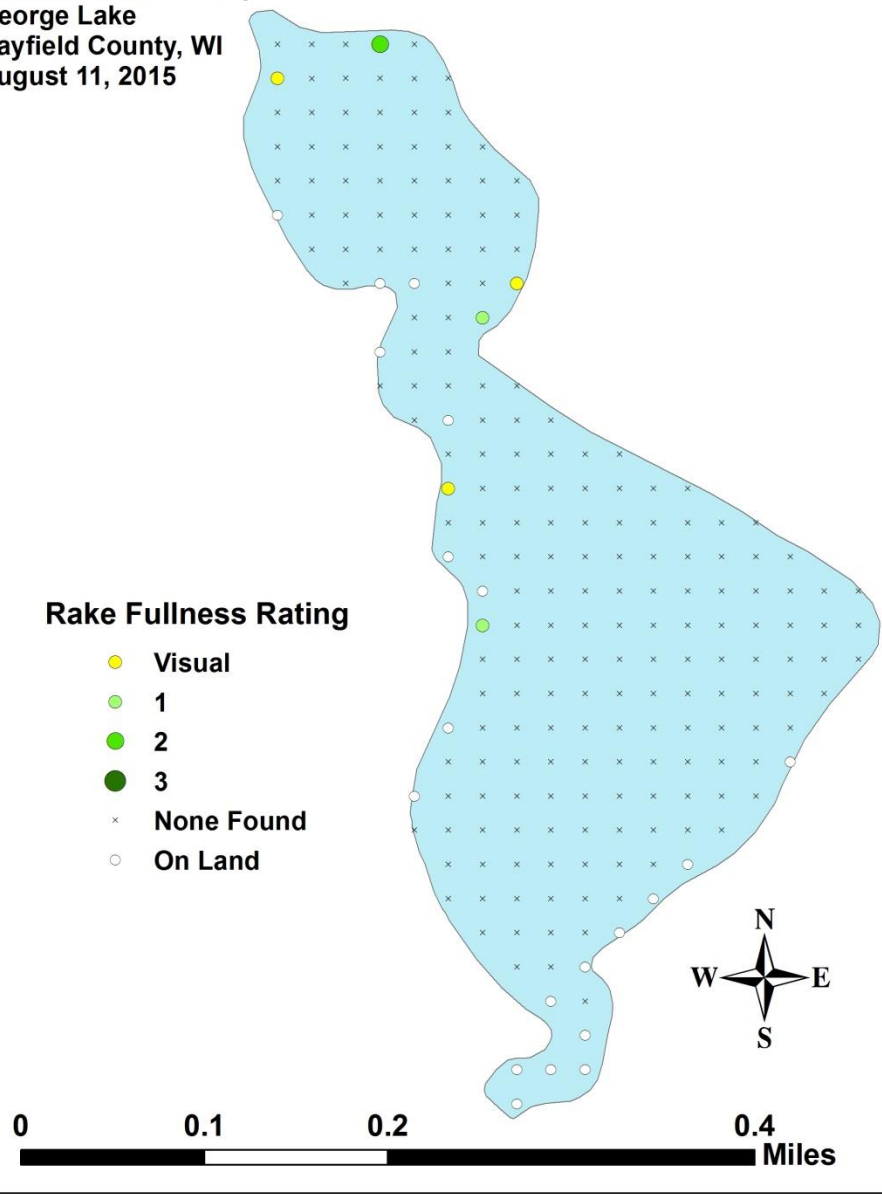 eorge Lake
ayfield County, WI
ugust 11, 2015
Rake Fullness Rating
Visual
1
2
3
None Found
On Land
N
W E
S
0 0.1 0.2 0.4
Miles